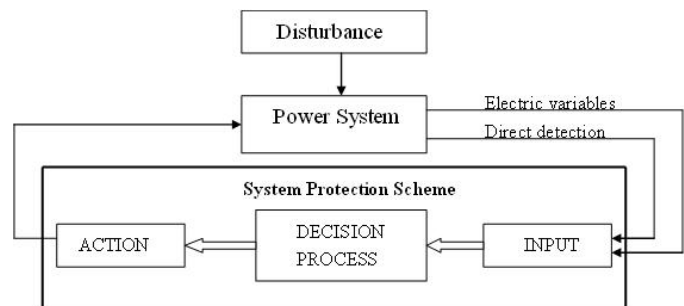 Disturbance
Power System
Electric variables
Direct detection
System Protection Scheme
ACTION
DECISION
PROCESS
INPUT